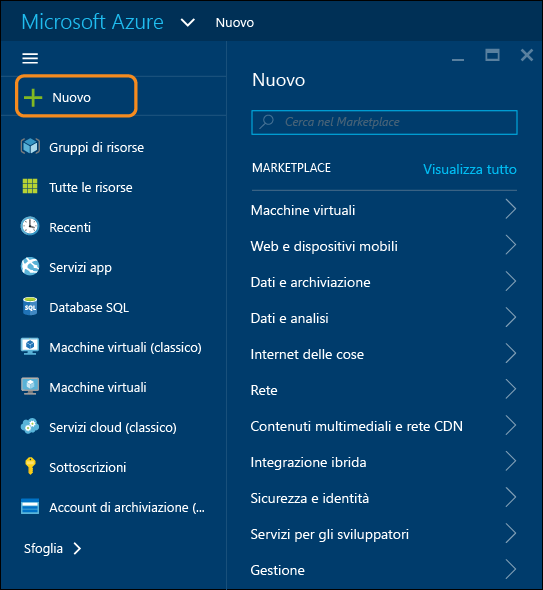 Microsoft Azure Nuovo
Nuovo
Gruppi di risorse
Tutte le risorse
Recenti
Servizi app
Database SQL
Macchine virtuali (classico)
Macchine virtuali
Servizi cloud (classico)
Sottoscrizioni
Account di archiviazione (...
Sfoglia
Nuovo
Cerca nel Marketplace
MARKETPLACE Visualizza tutto
Macchine virtuali
Web e dispositivi mobili
Dati e archiviazione
Dati e analisi
Internet delle cose
Rete
Contenuti multimediali e rete CDN
Integrazione ibrida
Sicurezza e identità
Servizi per gli sviluppatori
Gestione